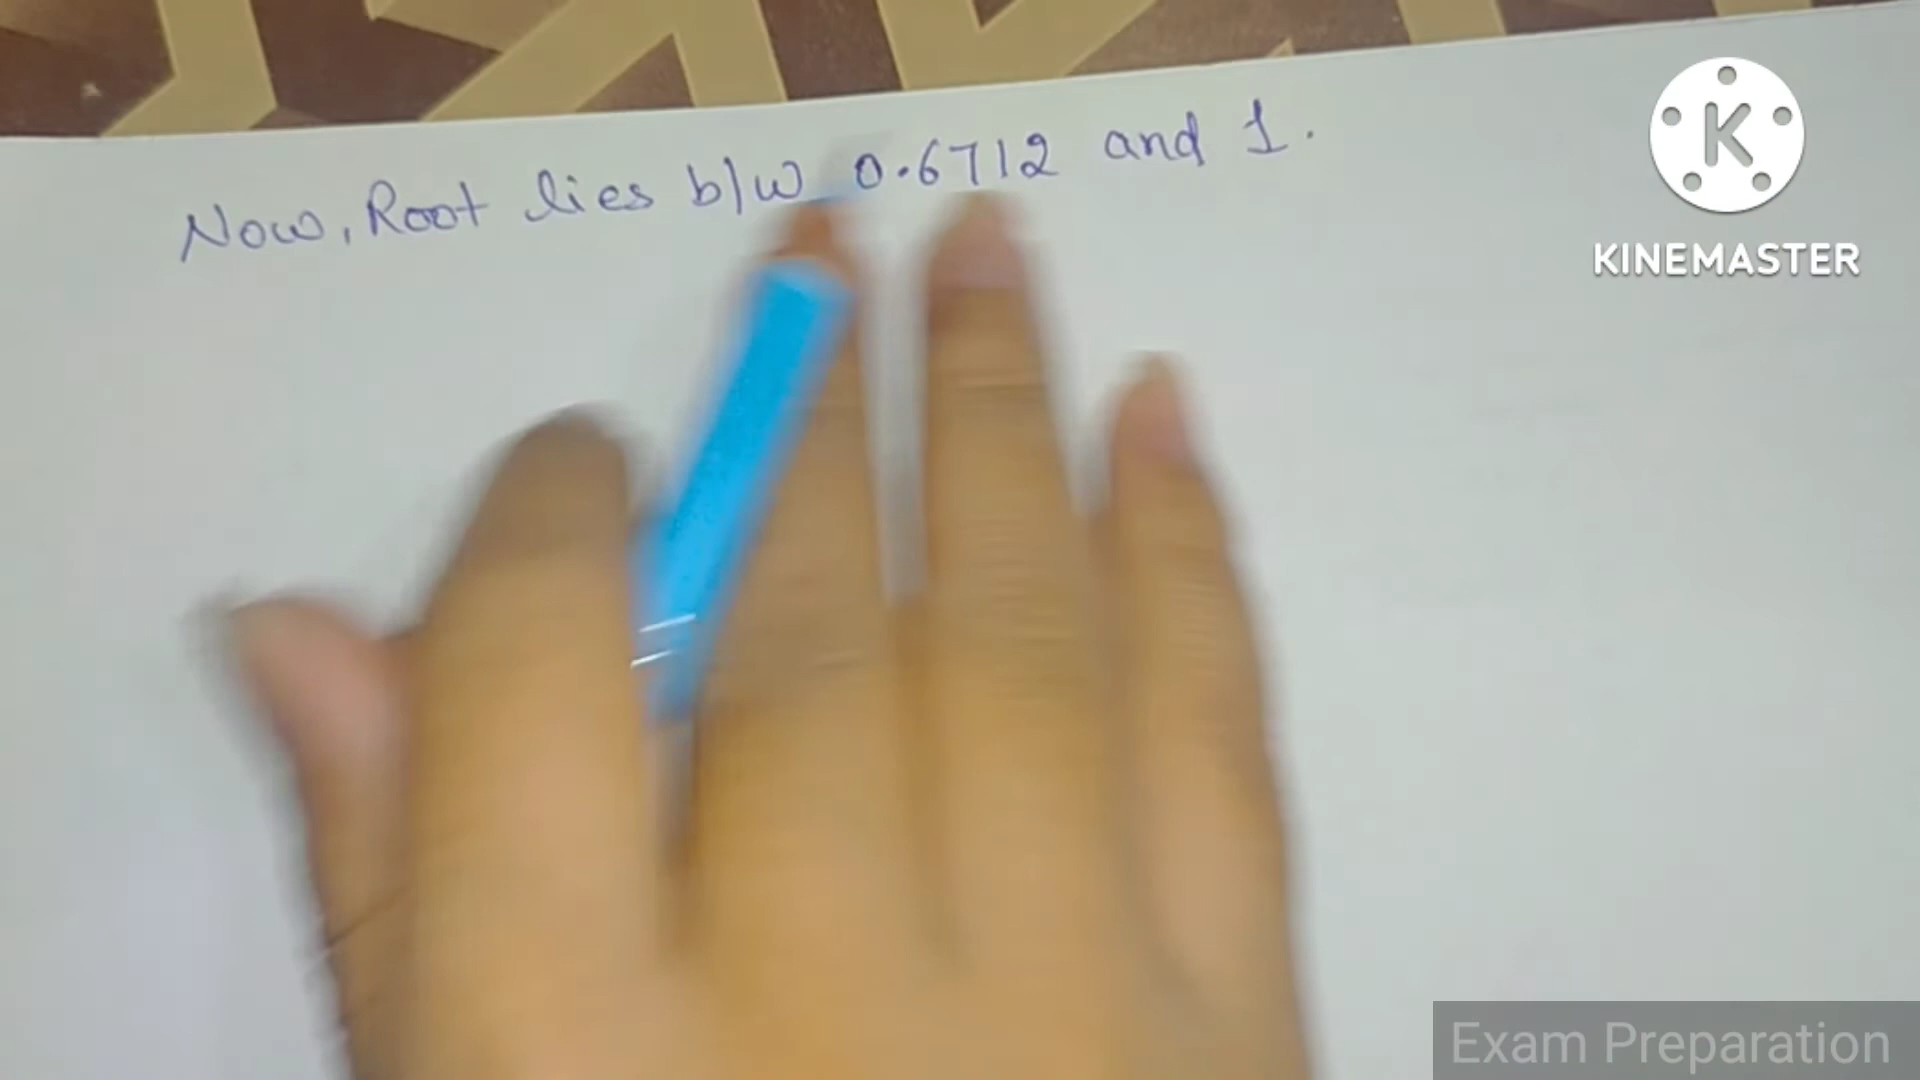 Now, Root lies b/w 0.6712 and 1.
K
KINEMASTER
Exam Preparation